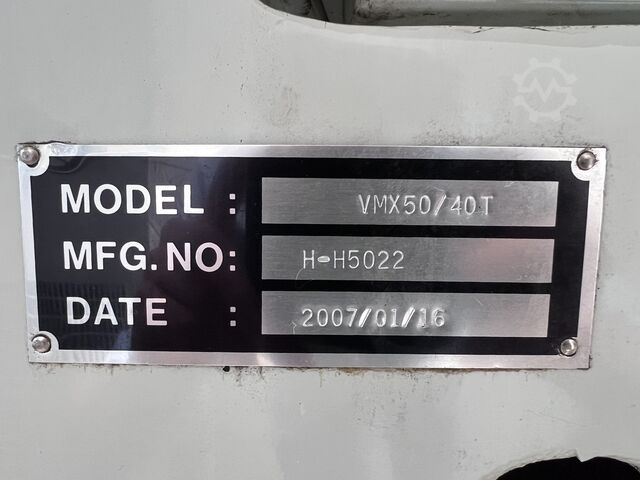 MODEL : VMX50/40T
MFG.NO: H-H5022
DATE : 2007/01/16